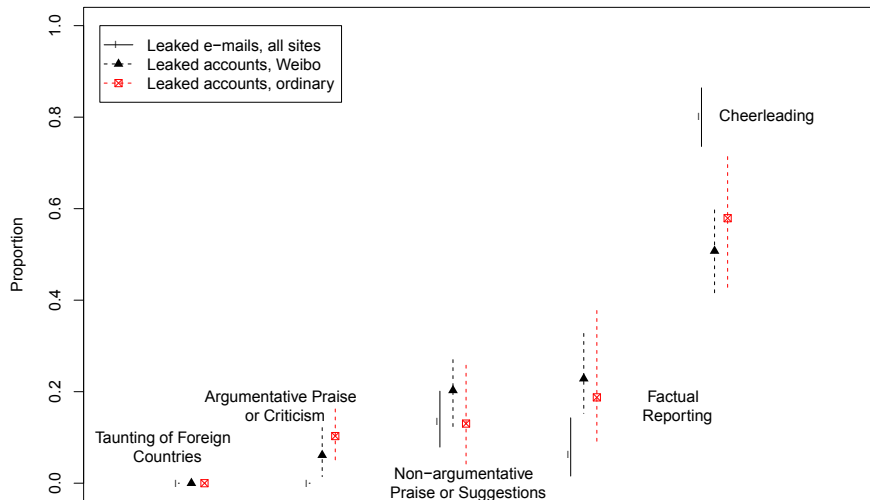 1.0
0.8
0.6
0.4
0.2
0.0
Proportion
Leaked e−mails, all sites
Leaked accounts, Weibo
Leaked accounts, ordinary
Cheerleading
Argumentative Praise
or Criticism
Factual
Reporting
Taunting of Foreign
Countries
Non−argumentative
Praise or Suggestions